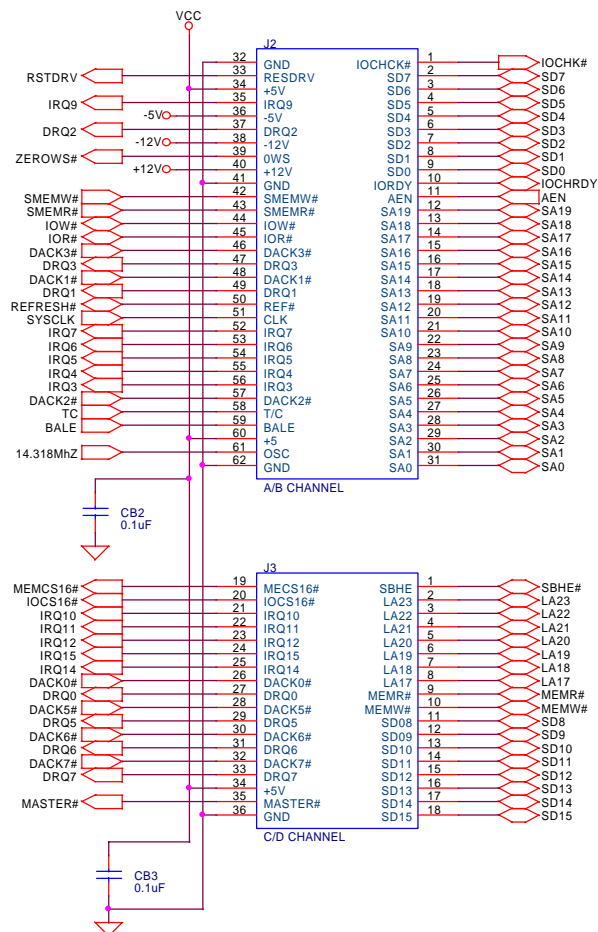 VCC
J2
32 GND IOCHCK# 1 IOCHK#
RSTDRV 33 RESDRV SD7 2 SD7
34 +5V SD6 3 SD6
IRQ9 35 IRQ9 SD5 4 SD5
-5V 36 -5V SD4 5 SD4
DRQ2 37 DRQ2 SD3 6 SD3
-12V 38 -12V SD2 7 SD2
ZEROWS# 39 0WS SD1 8 SD1
+12V 40 +12V SD0 9 SD0
41 GND IORDY 10 IOCHRDY
SMEMW# 42 SMEMW# AEN 11 AEN
SMEMR# 43 SMEMR# SA19 12 SA19
IOW# 44 IOW# SA18 13 SA18
IOR# 45 IOR# SA17 14 SA17
DACK3# 46 DACK3# SA16 15 SA16
DRQ3 47 DRQ3 SA15 16 SA15
DACK1# 48 DACK1# SA14 17 SA14
DRQ1 49 DRQ1 SA13 18 SA13
REFRESH# 50 REF# SA12 19 SA12
SYSCLK 51 CLK SA11 20 SA11
IRQ7 52 IRQ7 SA10 21 SA10
IRQ6 53 IRQ6 SA9 22 SA9
IRQ5 54 IRQ5 SA8 23 SA8
IRQ4 55 IRQ4 SA7 24 SA7
IRQ3 56 IRQ3 SA6 25 SA6
DACK2# 57 DACK2# SA5 26 SA5
TC 58 T/C SA4 27 SA4
BALE 59 BALE SA3 28 SA3
60 +5 SA2 29 SA2
14.318MhZ 61 OSC SA1 30 SA1
62 GND SA0 31 SA0
A/B CHANNEL
CB2
0.1uF
J3
MEMCS16# 19 MECS16# SBHE 1 SBHE#
IOCS16# 20 IOCS16# LA23 2 LA23
IRQ10 21 IRQ10 LA22 3 LA22
IRQ11 22 IRQ11 LA21 4 LA21
IRQ12 23 IRQ12 LA20 5 LA20
IRQ15 24 IRQ15 LA19 6 LA19
IRQ14 25 IRQ14 LA18 7 LA18
DACK0# 26 DACK0# LA17 8 LA17
DRQ0 27 DRQ0 MEMR# 9 MEMR#
DACK5# 28 DACK5# MEMW# 10 MEMW#
DRQ5 29 DRQ5 SD08 11 SD8
DACK6# 30 DACK6# SD09 12 SD9
DRQ6 31 DRQ6 SD10 13 SD10
DACK7# 32 DACK7# SD11 14 SD11
DRQ7 33 DRQ7 SD12 15 SD12
34 +5V SD13 16 SD13
MASTER# 35 MASTER# SD14 17 SD14
36 GND SD15 18 SD15
C/D CHANNEL
CB3
0.1uF